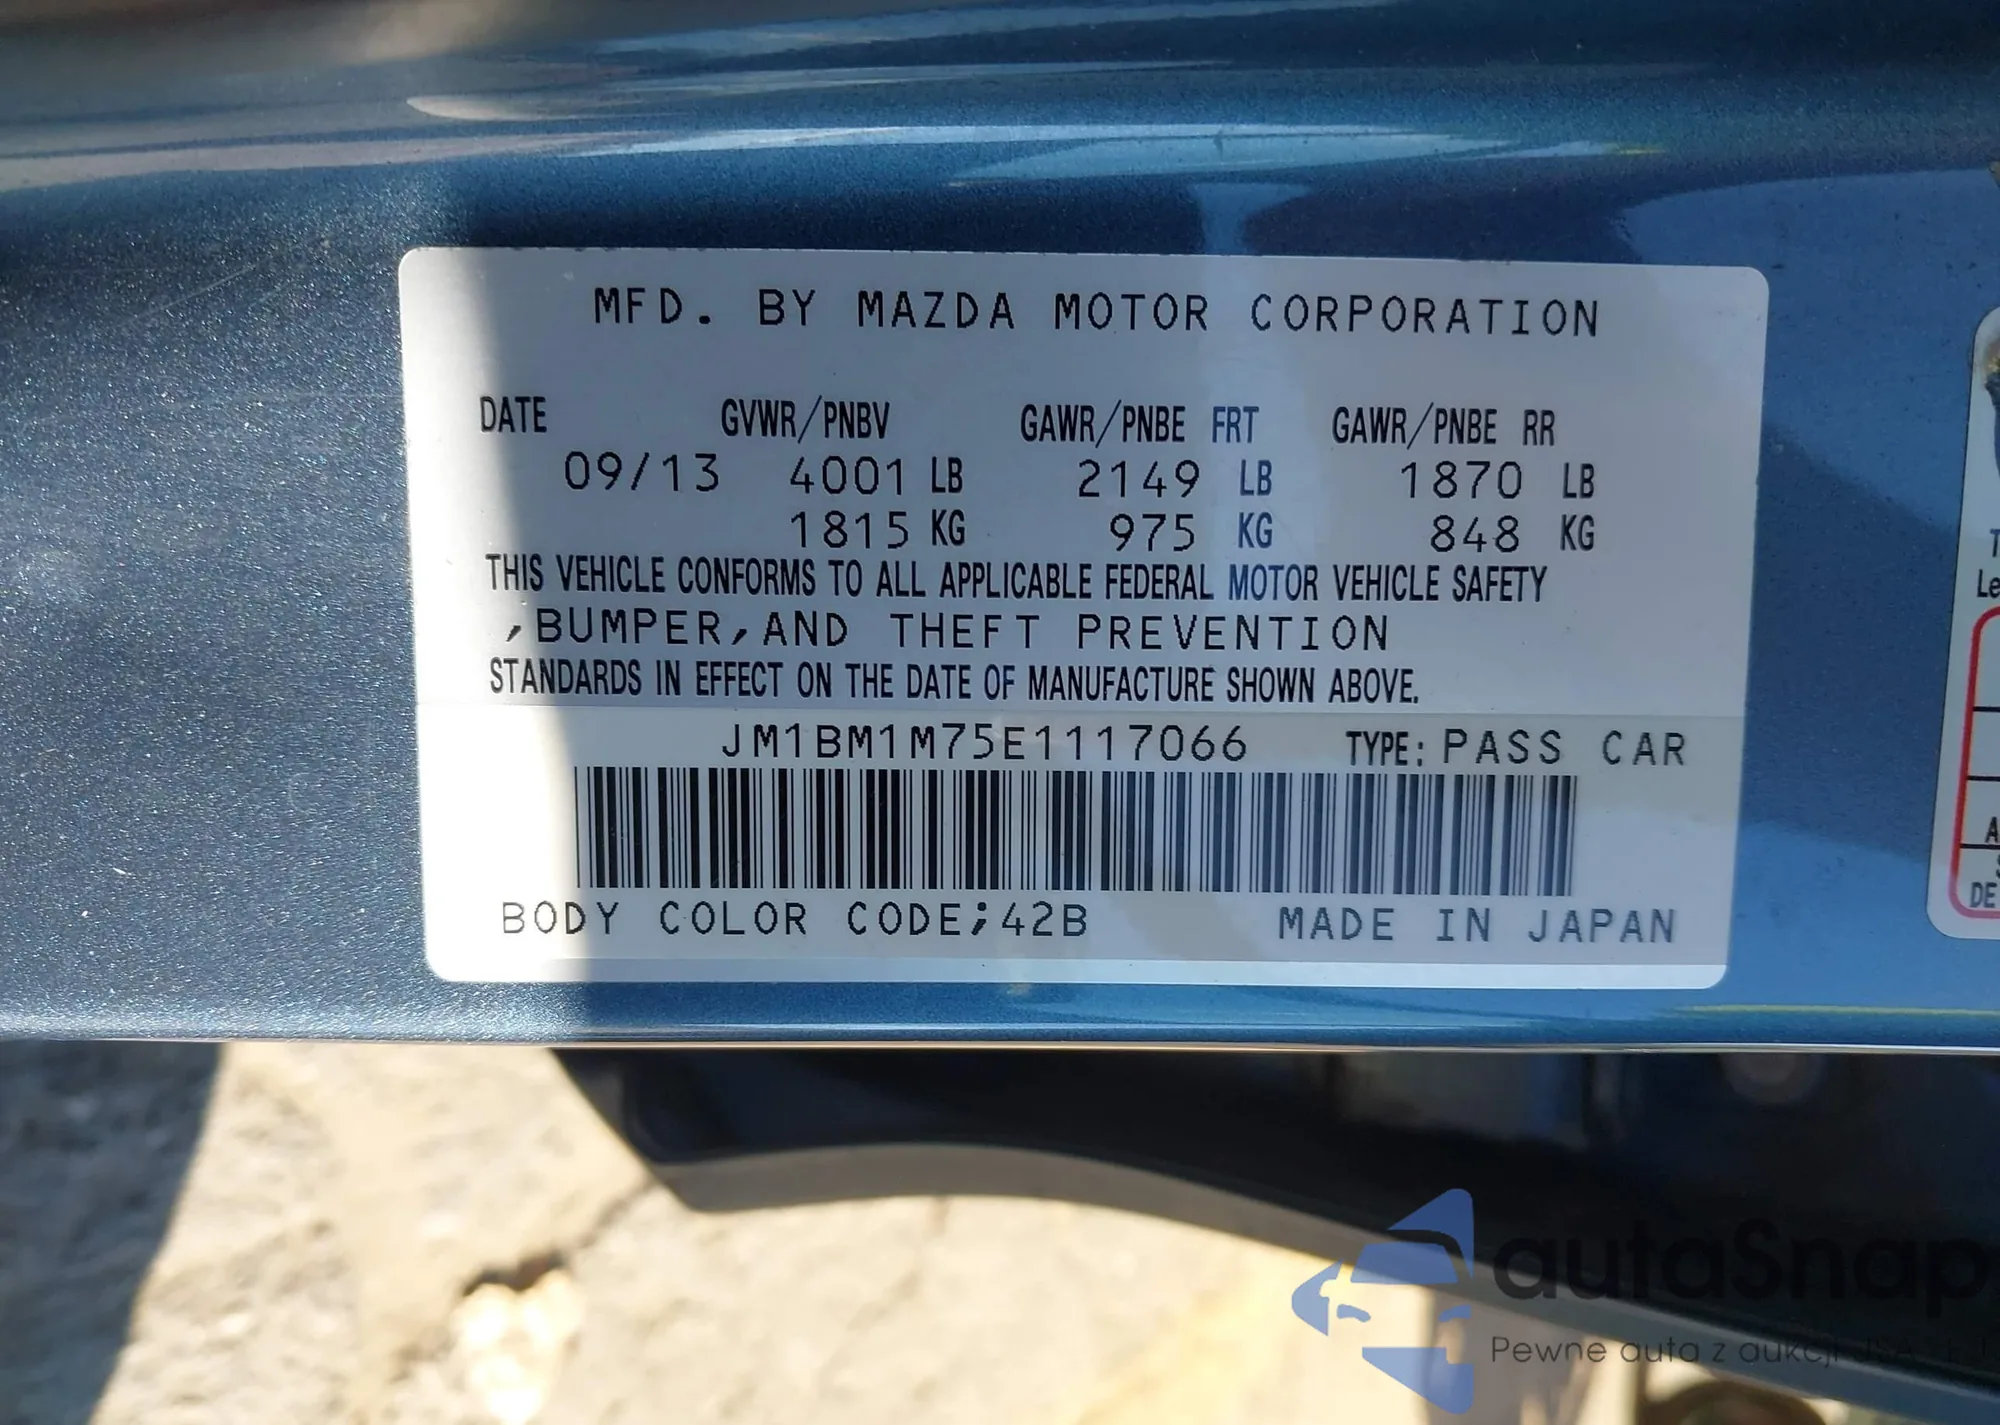 MFD. BY MAZDA MOTOR CORPORATION
DATE GVWR/PNBV GAWR/PNBE FRT GAWR/PNBE RR
09/13 4001 LB 2149 LB 1870 LB
1815 KG 975 KG 848 KG
THIS VEHICLE CONFORMS TO ALL APPLICABLE FEDERAL MOTOR VEHICLE SAFETY
,BUMPER,AND THEFT PREVENTION
STANDARDS IN EFFECT ON THE DATE OF MANUFACTURE SHOWN ABOVE.
JM1BM1M75E1117066 TYPE: PASS CAR
BODY COLOR CODE;42B MADE IN JAPAN
Le
DE
autaSnap
Pewne auta z aukcji